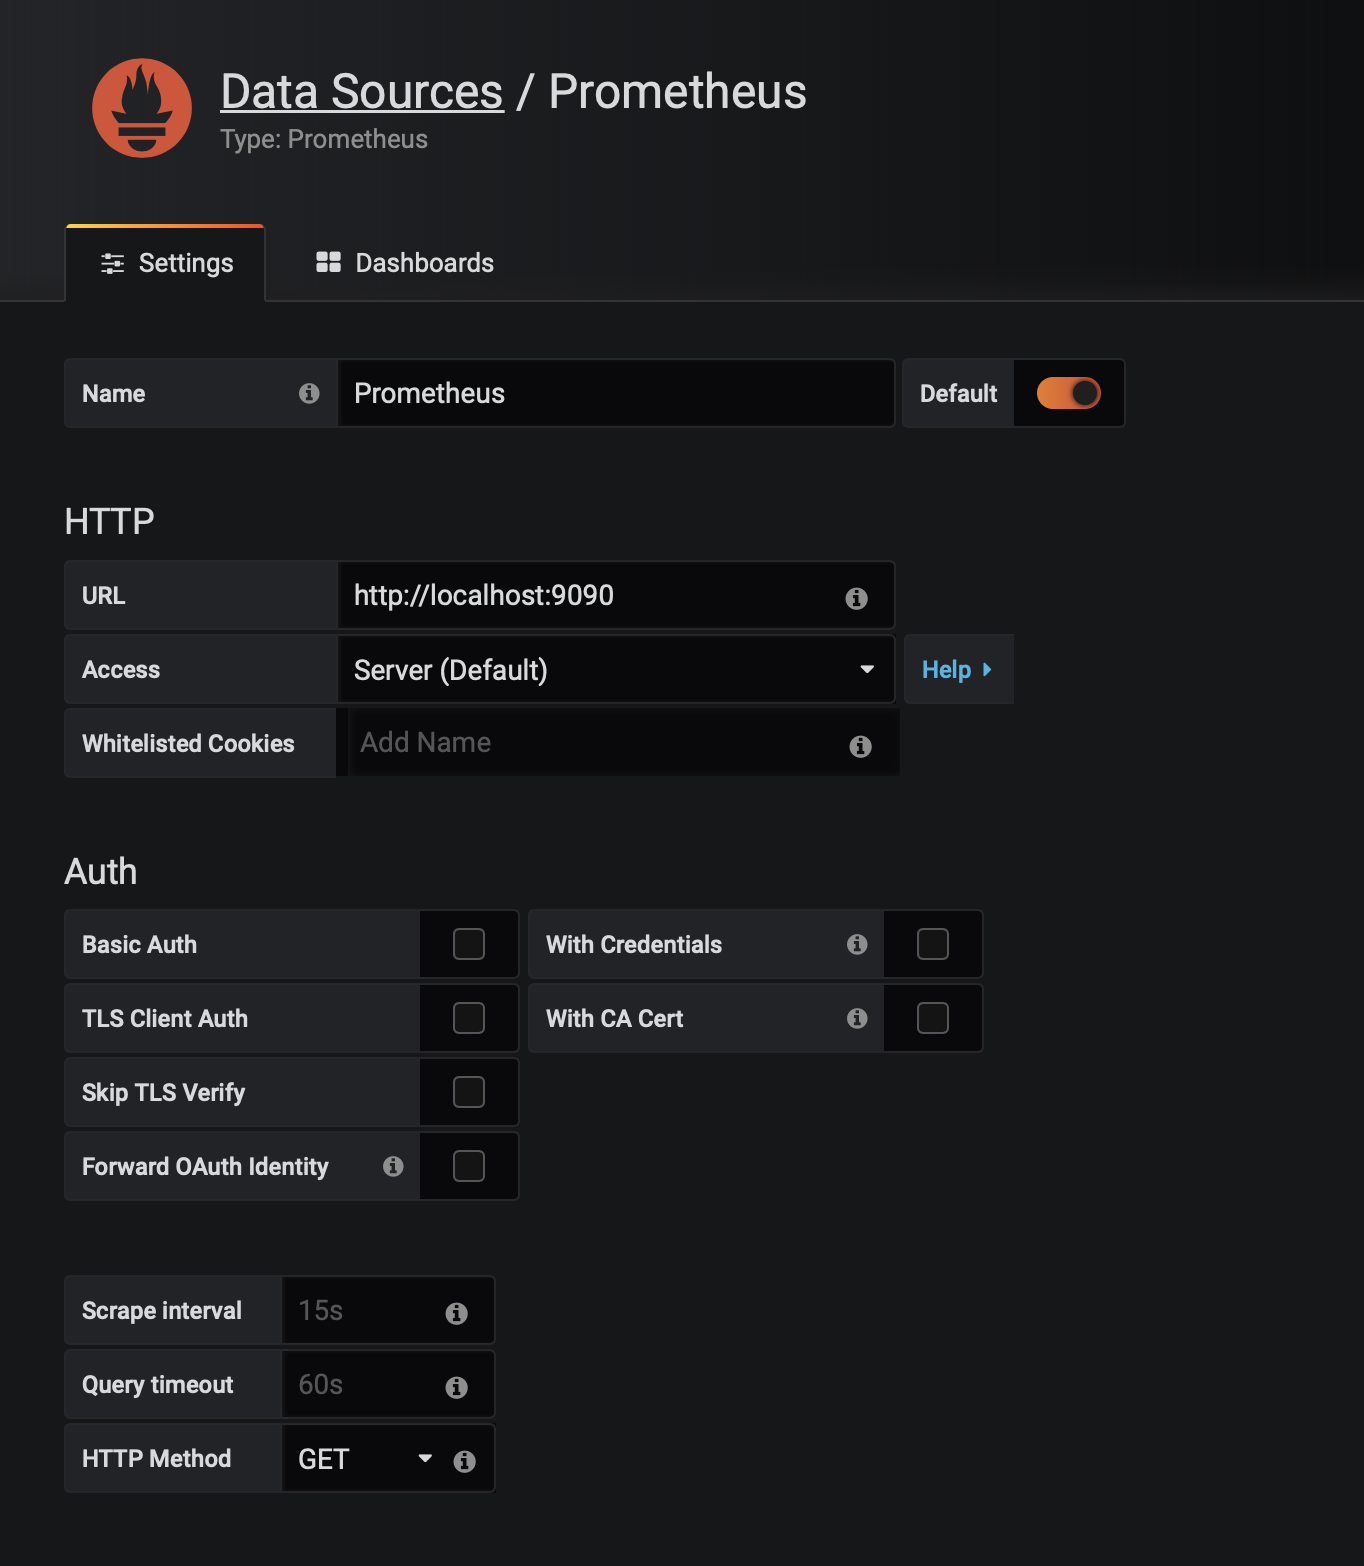 Data Sources / Prometheus
Type: Prometheus
Settings Dashboards
Name Prometheus Default
HTTP
URL http://localhost:9090
Access Server (Default) Help
Whitelisted Cookies Add Name
Auth
Basic Auth With Credentials
TLS Client Auth With CA Cert
Skip TLS Verify
Forward OAuth Identity
Scrape interval 15s
Query timeout 60s
HTTP Method GET